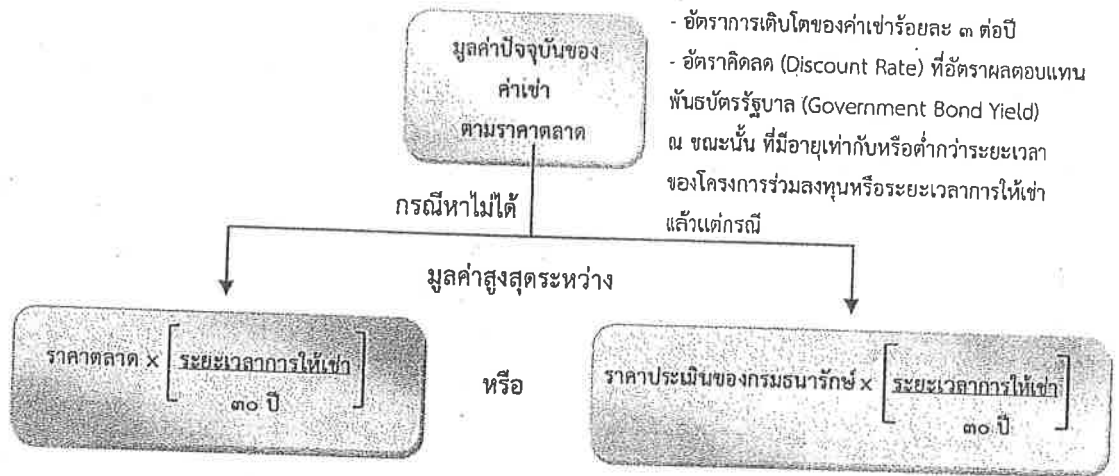 มูลค่าปัจจุบันของ
ค่าเช่า
ตามราคาตลาด
- อัตราการเติบโตของค่าเช่าร้อยละ ๓ ต่อปี
- อัตราคิดลด (Discount Rate) ที่อัตราผลตอบแทน
พันธบัตรรัฐบาล (Government Bond Yield)
ณ ขณะนั้น ที่มีอายุเท่ากับหรือต่ำกว่าระยะเวลา
ของโครงการร่วมลงทุนหรือระยะเวลาการให้เช่า
แล้วแต่กรณี
กรณีหาไม่ได้
มูลค่าสูงสุดระหว่าง
ราคาตลาด × [ระยะเวลาการให้เช่า
๓๐ ปี]
หรือ
ราคาประเมินของกรมธนารักษ์ × [ระยะเวลาการให้เช่า
๓๐ ปี]